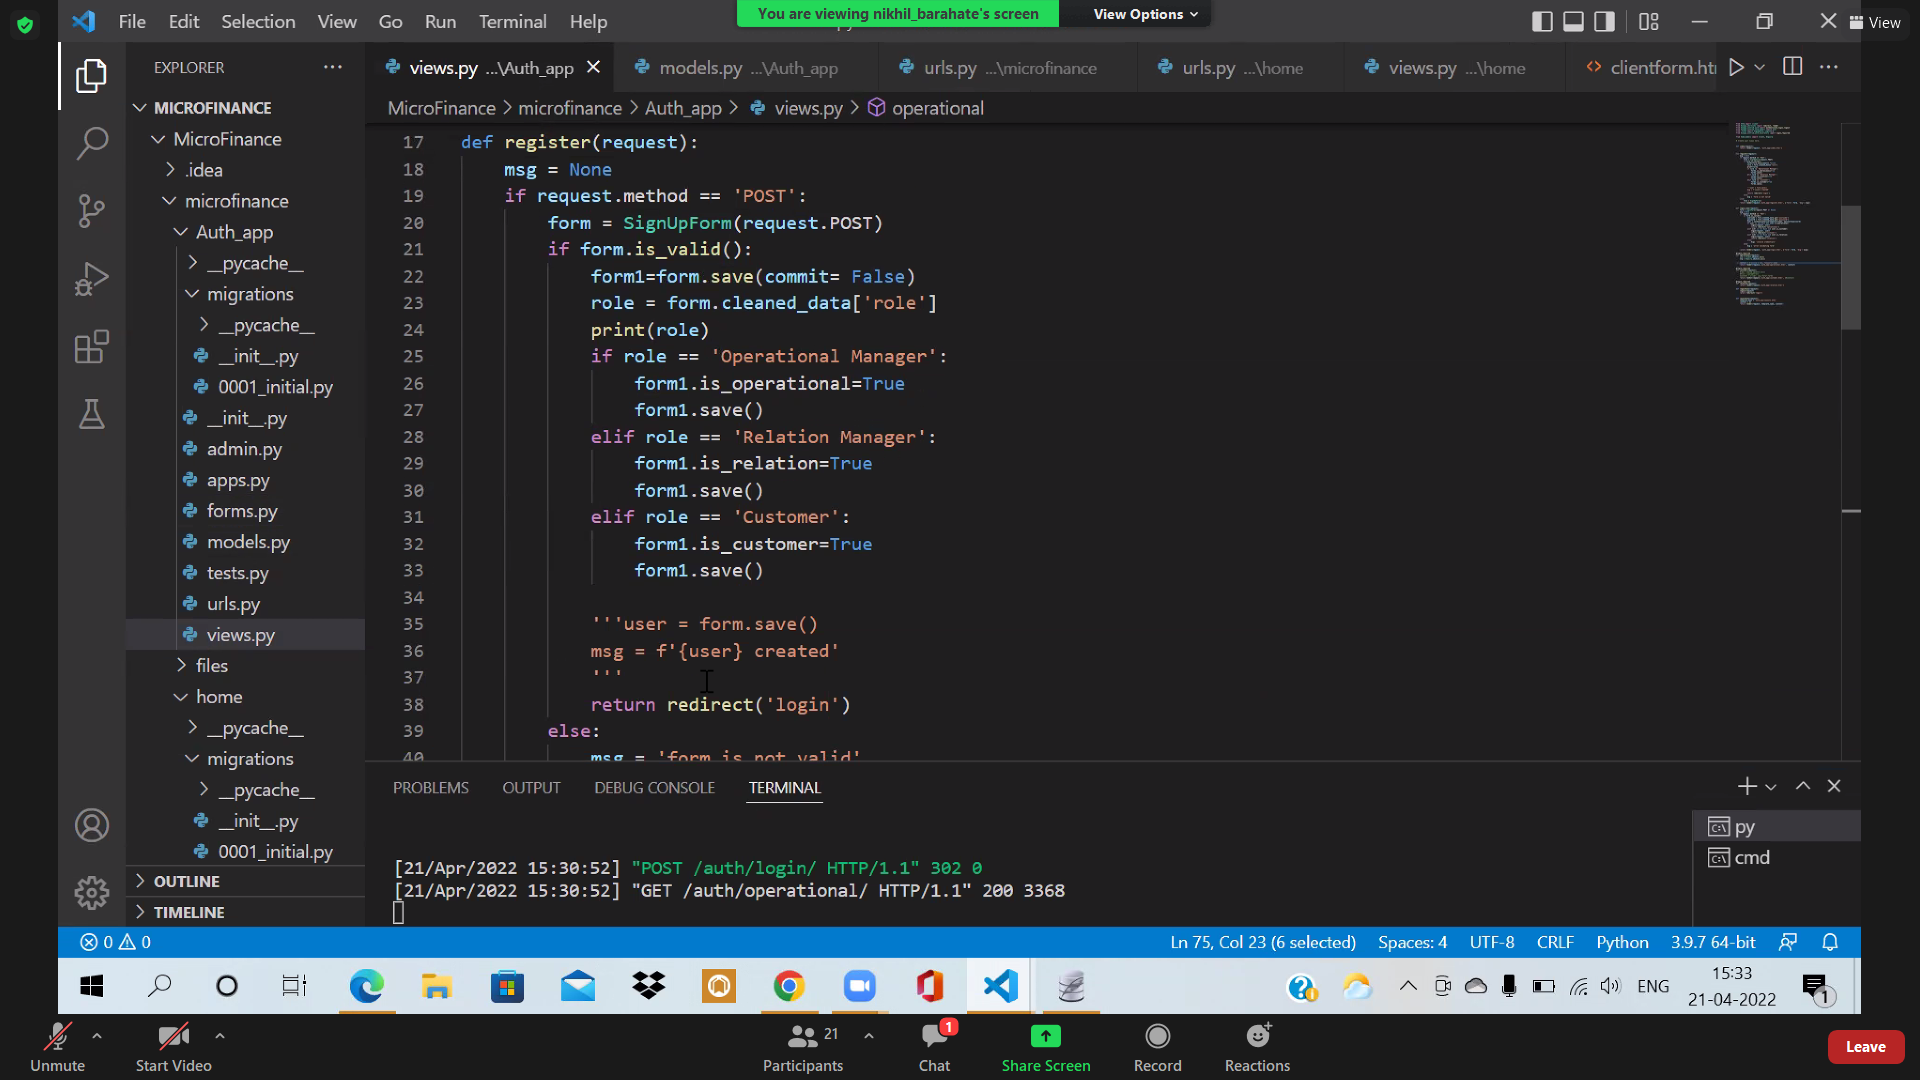 You are viewing nikhil_barahate's screen
View Options
View
File Edit Selection View Go Run Terminal Help
EXPLORER
views.py ...\Auth_app
models.py ...\Auth_app
urls.py ...\microfinance
urls.py ...\home
views.py ...\home
clientform.htm
MicroFinance > microfinance > Auth_app > views.py > operational
MICROFINANCE
MicroFinance
.idea
microfinance
Auth_app
__pycache__
migrations
__pycache__
__init__.py
0001_initial.py
__init__.py
admin.py
apps.py
forms.py
models.py
tests.py
urls.py
views.py
files
home
__pycache__
migrations
__pycache__
__init__.py
0001_initial.py
OUTLINE
TIMELINE
17 def register(request):
18 msg = None
19 if request.method == 'POST':
20 form = SignUpForm(request.POST)
21 if form.is_valid():
22 form1=form.save(commit= False)
23 role = form.cleaned_data['role']
24 print(role)
25 if role == 'Operational Manager':
26 form1.is_operational=True
27 form1.save()
28 elif role == 'Relation Manager':
29 form1.is_relation=True
30 form1.save()
31 elif role == 'Customer':
32 form1.is_customer=True
33 form1.save()
34
35 '''user = form.save()
36 msg = f'{user} created'
37 '''
38 return redirect('login')
39 else:
40 msg = 'form is not valid'
PROBLEMS OUTPUT DEBUG CONSOLE TERMINAL
py
cmd
[21/Apr/2022 15:30:52] "POST /auth/login/ HTTP/1.1" 302 0
[21/Apr/2022 15:30:52] "GET /auth/operational/ HTTP/1.1" 200 3368
0 0
Ln 75, Col 23 (6 selected) Spaces: 4 UTF-8 CRLF Python 3.9.7 64-bit
ENG
15:33
21-04-2022
1
Unmute
Start Video
21
Participants
1
Chat
Share Screen
Record
Reactions
Leave